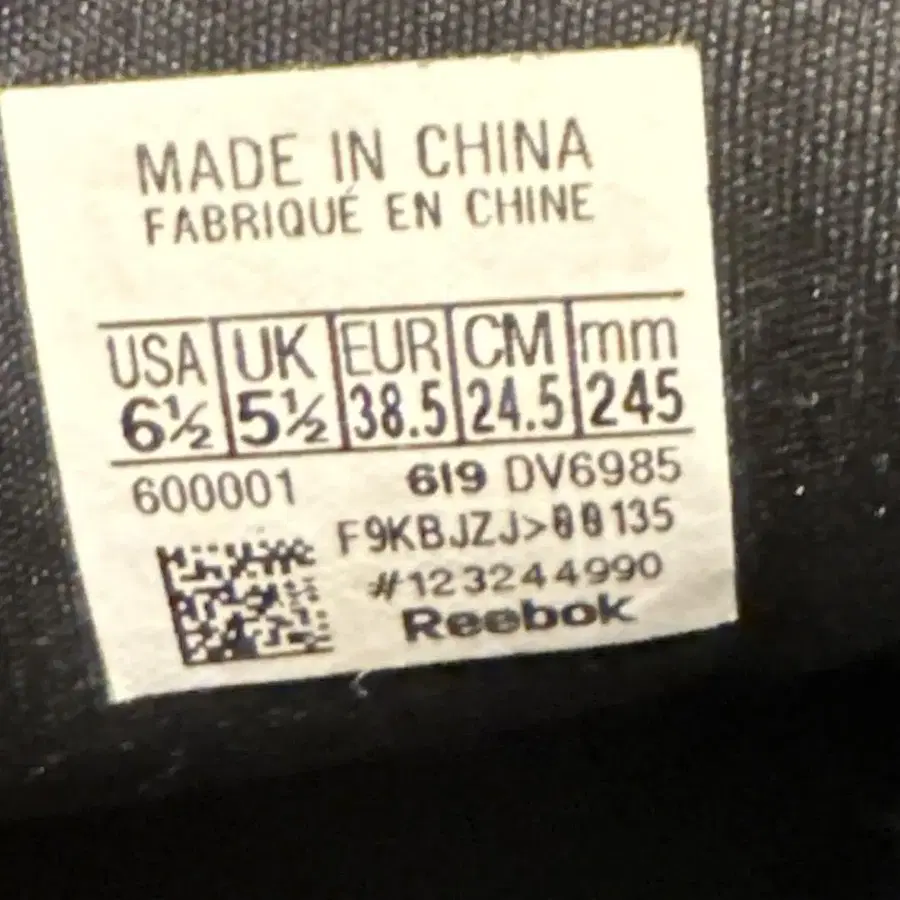 MADE IN CHINA
FABRIQUÉ EN CHINE
USA UK EUR CM mm
6½ 5½ 38.5 24.5 245
600001 619 DV6985
F9KBJZJ>00135
#123244990
Reebok